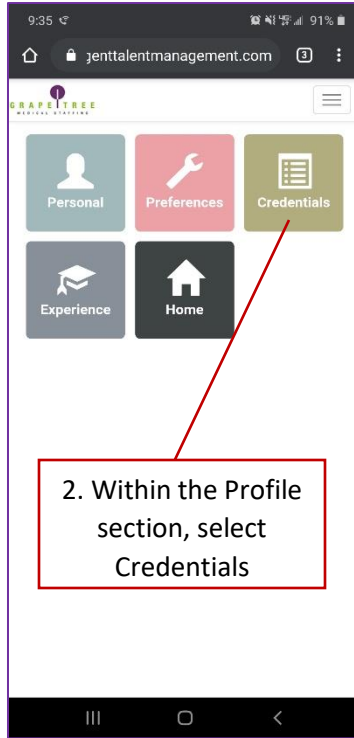 9:35 91%
genttalentmanagement.com 3
GRAPETREE
MEDICAL STAFFING
Personal Preferences Credentials
Experience Home
2. Within the Profile
section, select
Credentials